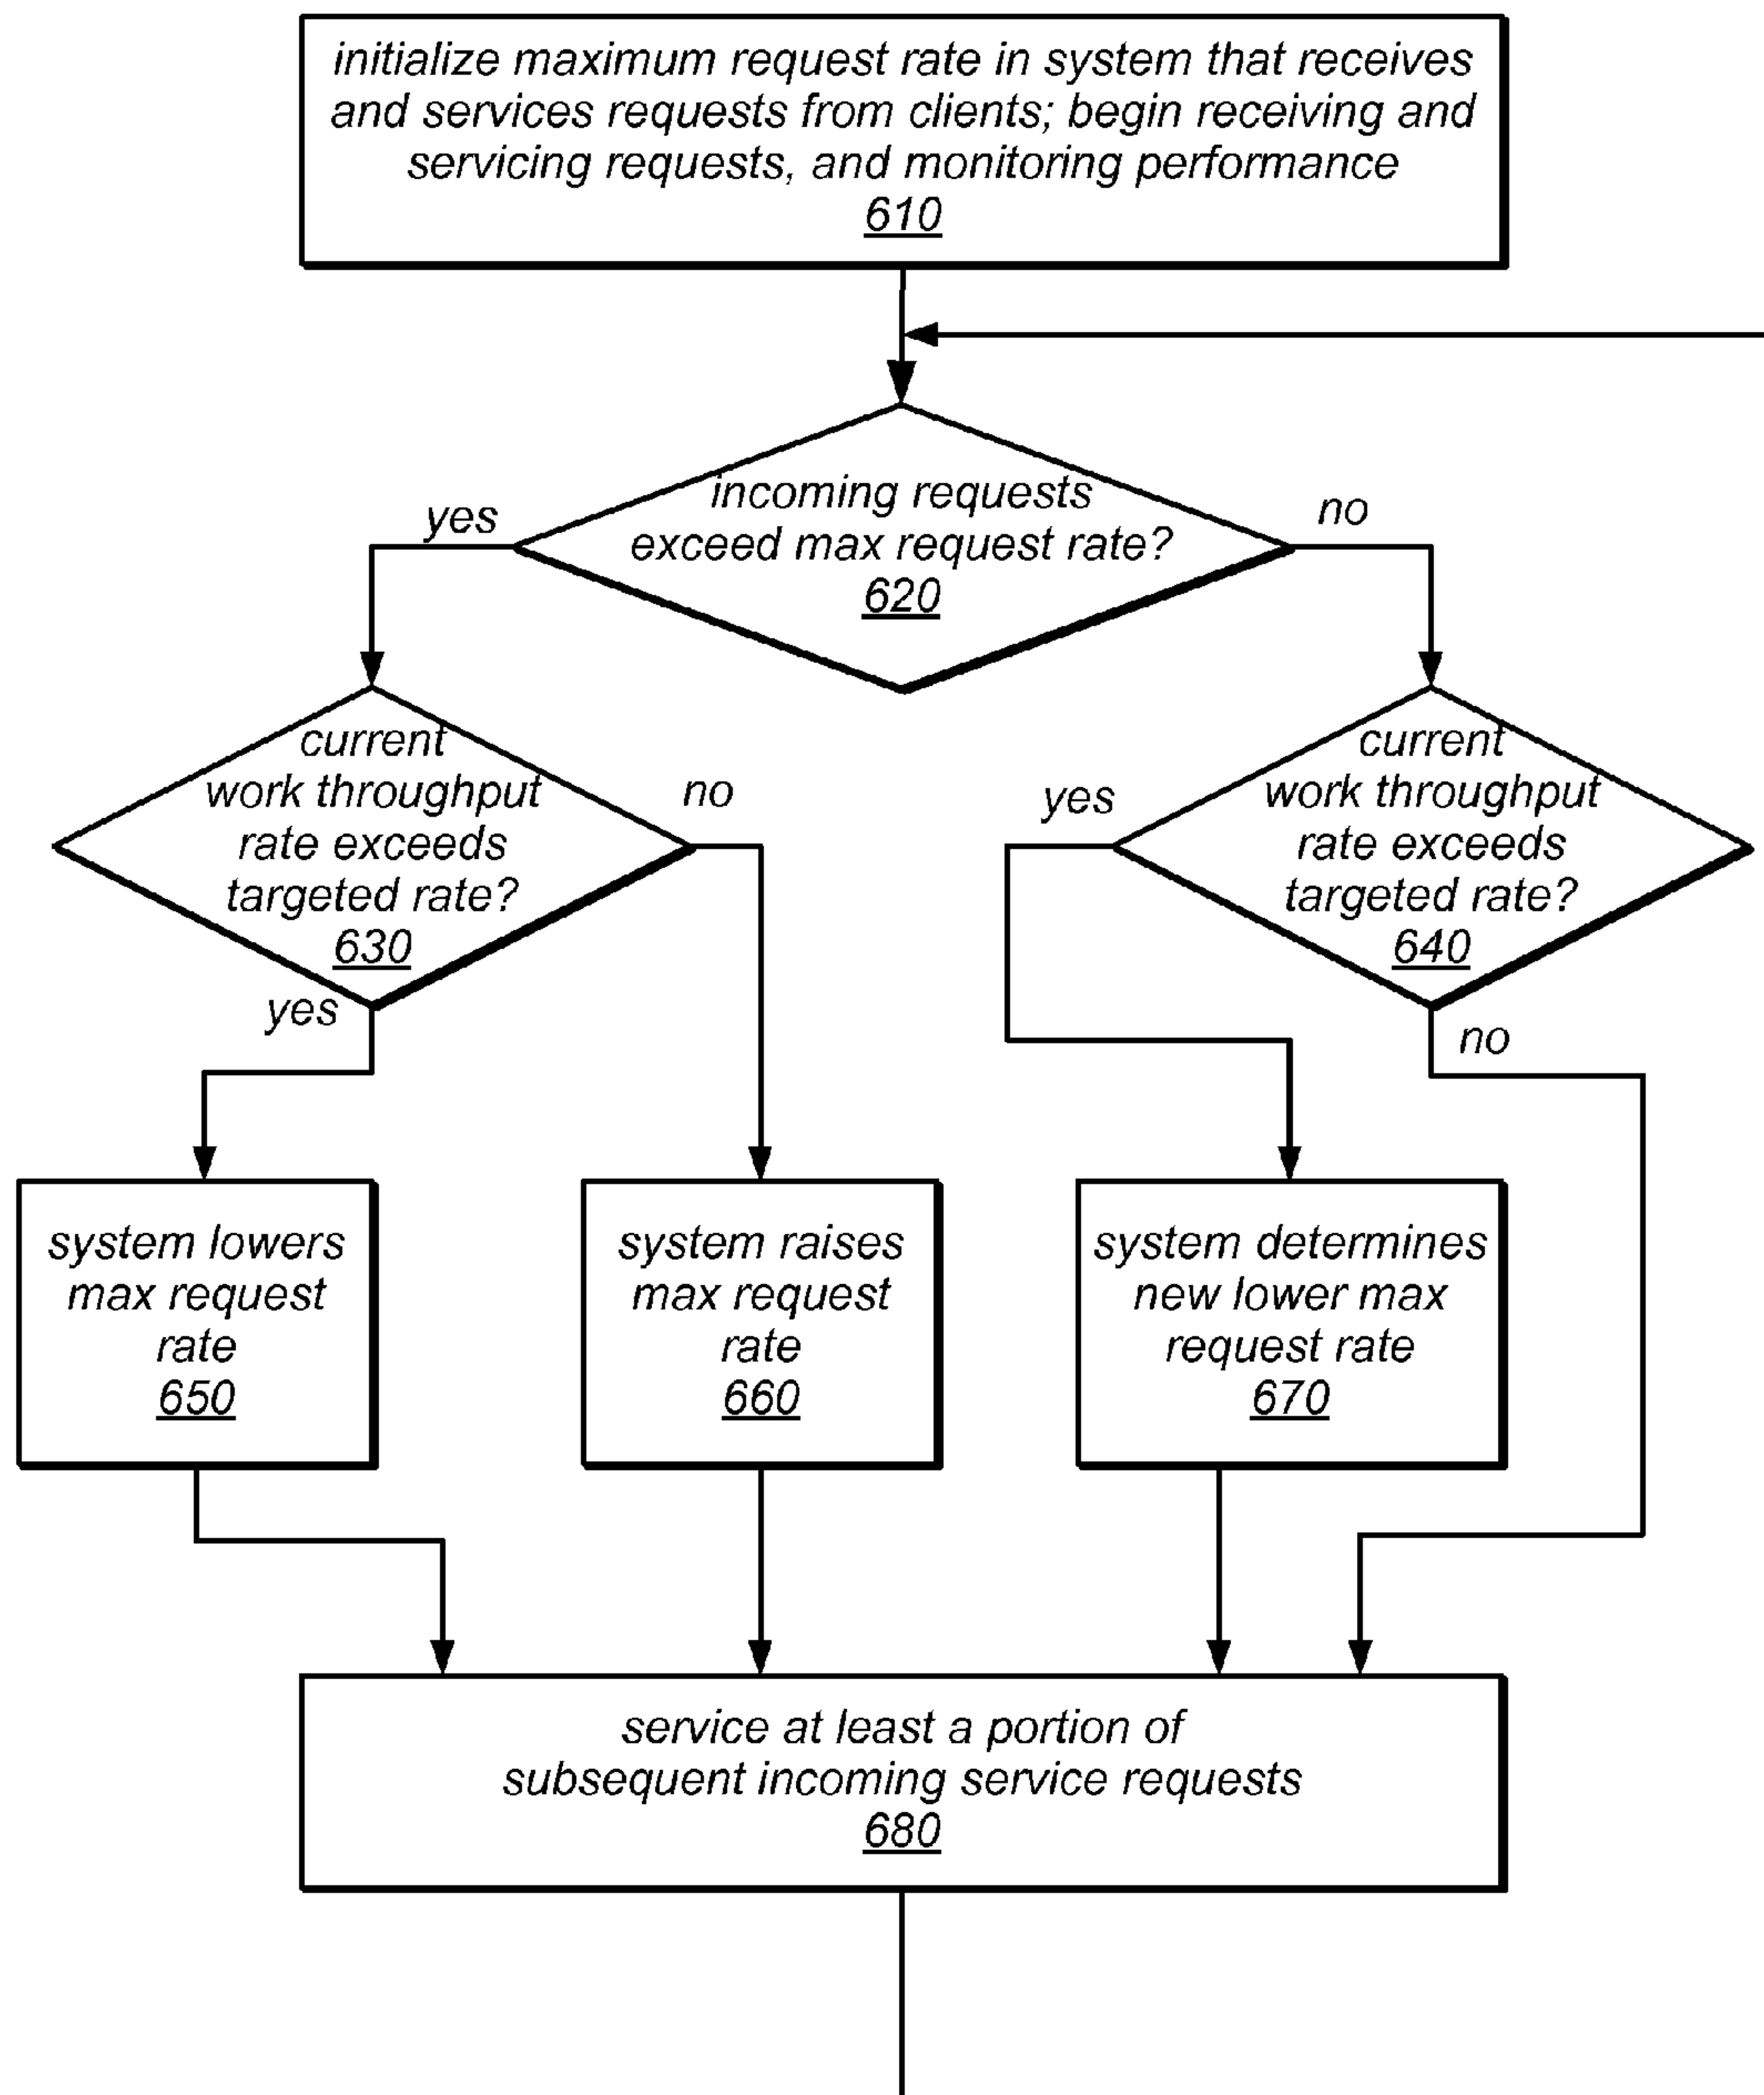 initialize maximum request rate in system that receives
and services requests from clients; begin receiving and
servicing requests, and monitoring performance
610
incoming requests
exceed max request rate?
620
yes
no
current
work throughput
rate exceeds
targeted rate?
630
yes
no
current
work throughput
rate exceeds
targeted rate?
640
yes
no
system lowers
max request
rate
650
system raises
max request
rate
660
system determines
new lower max
request rate
670
service at least a portion of
subsequent incoming service requests
680